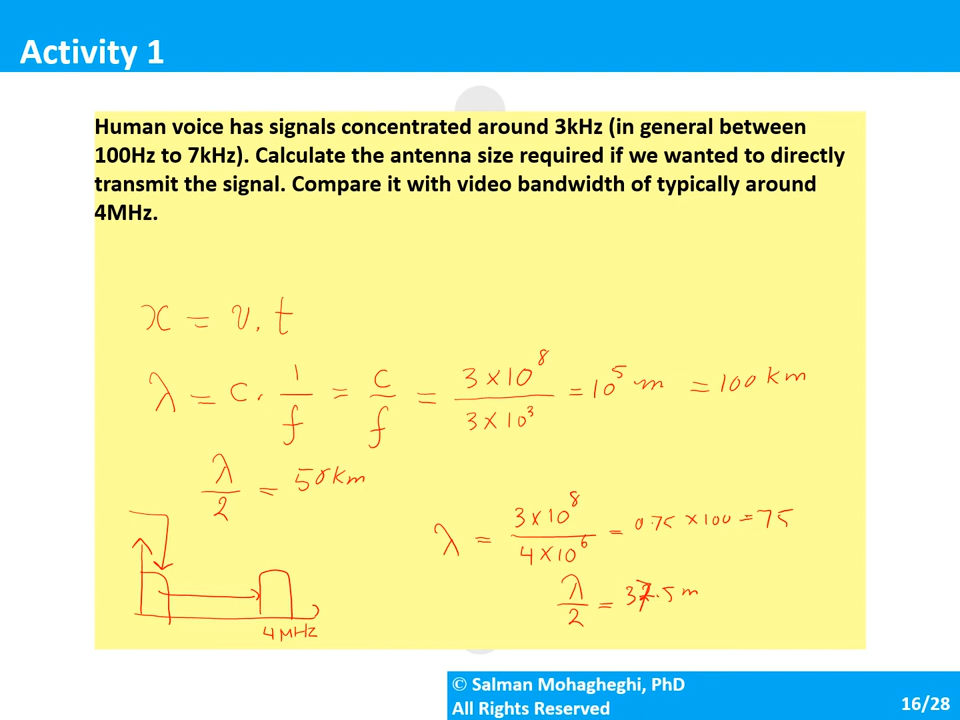 Activity 1
Human voice has signals concentrated around 3kHz (in general between
100Hz to 7kHz). Calculate the antenna size required if we wanted to directly
transmit the signal. Compare it with video bandwidth of typically around
4MHz.
x = v. t
λ = c. 1/f = c/f = 3×10^8 / 3×10^3 = 10^5 m = 100 km
λ/2 = 50km
λ = 3×10^8 / 4×10^6 = 0.75 × 100 = 75
λ/2 = 37.5 m
4 MHz
© Salman Mohagheghi, PhD
All Rights Reserved
16/28